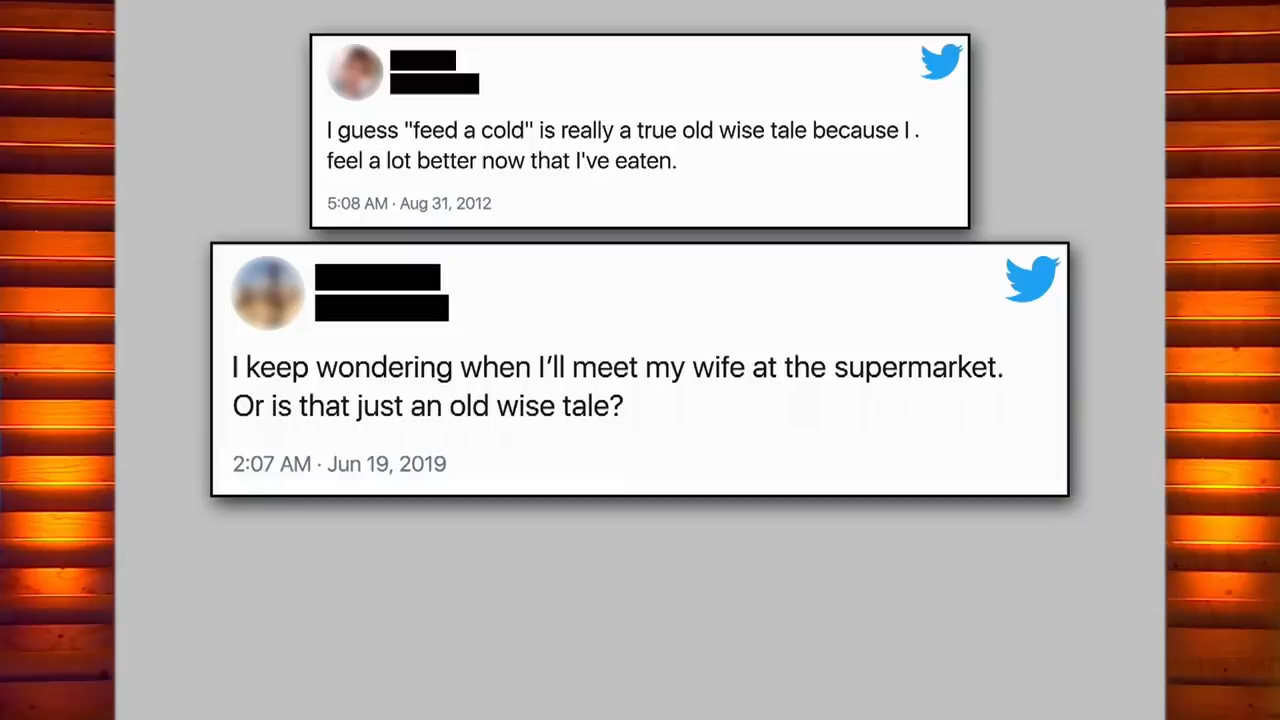 I guess "feed a cold" is really a true old wise tale because I .
feel a lot better now that I've eaten.
5:08 AM · Aug 31, 2012
I keep wondering when I’ll meet my wife at the supermarket.
Or is that just an old wise tale?
2:07 AM · Jun 19, 2019